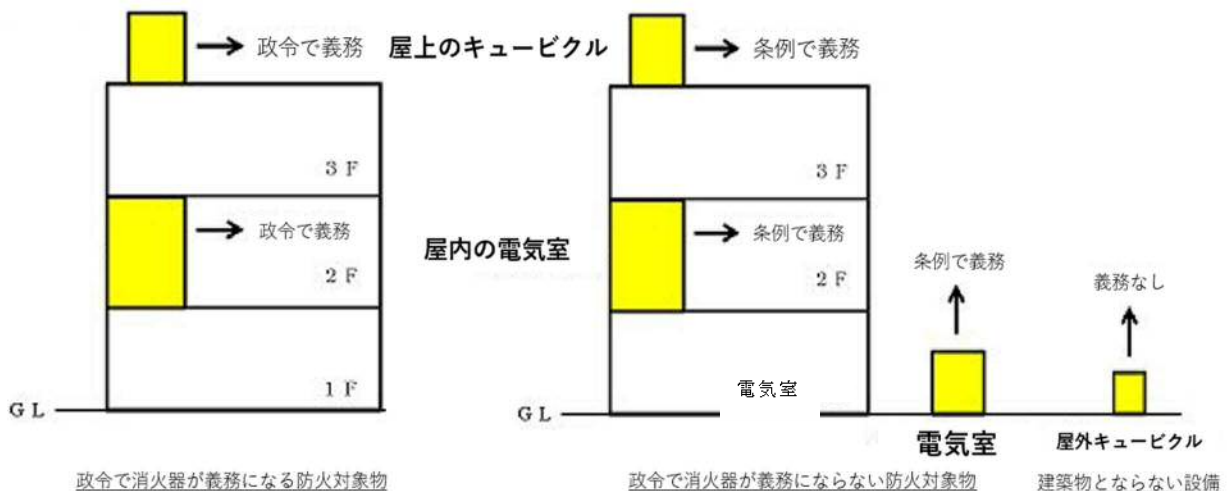 政令で義務
屋上のキュービクル
条例で義務
3 F
3 F
政令で義務
屋内の電気室
条例で義務
2 F
2 F
条例で義務
義務なし
1 F
電気室
GL
GL
電気室
屋外キュービクル
政令で消火器が義務になる防火対象物
政令で消火器が義務にならない防火対象物
建築物とならない設備